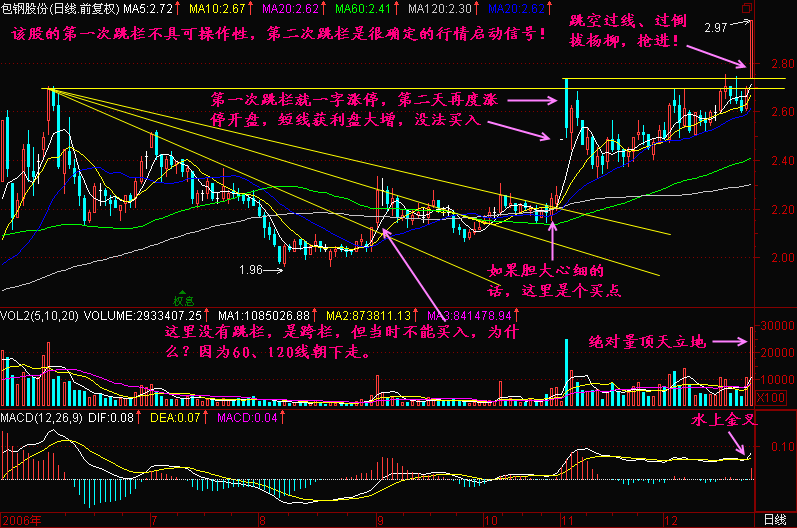 包钢股份(日线.前复权) MA5:2.72 MA10:2.67 MA20:2.62 MA60:2.41 MA120:2.30 MA20:2.62
该股的第一次跳栏不具可操作性，第二次跳栏是很确定的行情启动信号！
2.97
跳空过线、过倒
拔杨柳，抢进！
第一次跳栏就一字涨停，第二天再度涨
停开盘，短线获利盘大增，没法买入
2.80
2.60
2.40
2.20
2.00
1.96
如果胆大心细的
话，这里是个买点
权息
VOL2(5,10,20) VOLUME:2933407.25 MA1:1085026.88 MA2:873811.13 MA3:841478.94
这里没有跳栏，是跨栏，但当时不能买入，为什
么？因为60、120线朝下走。
绝对量顶天立地
30000
20000
10000
X100
MACD(12,26,9) DIF:0.08 DEA:0.07 MACD:0.04
水上金叉
0.10
2006年 7 8 9 10 11 12 日线